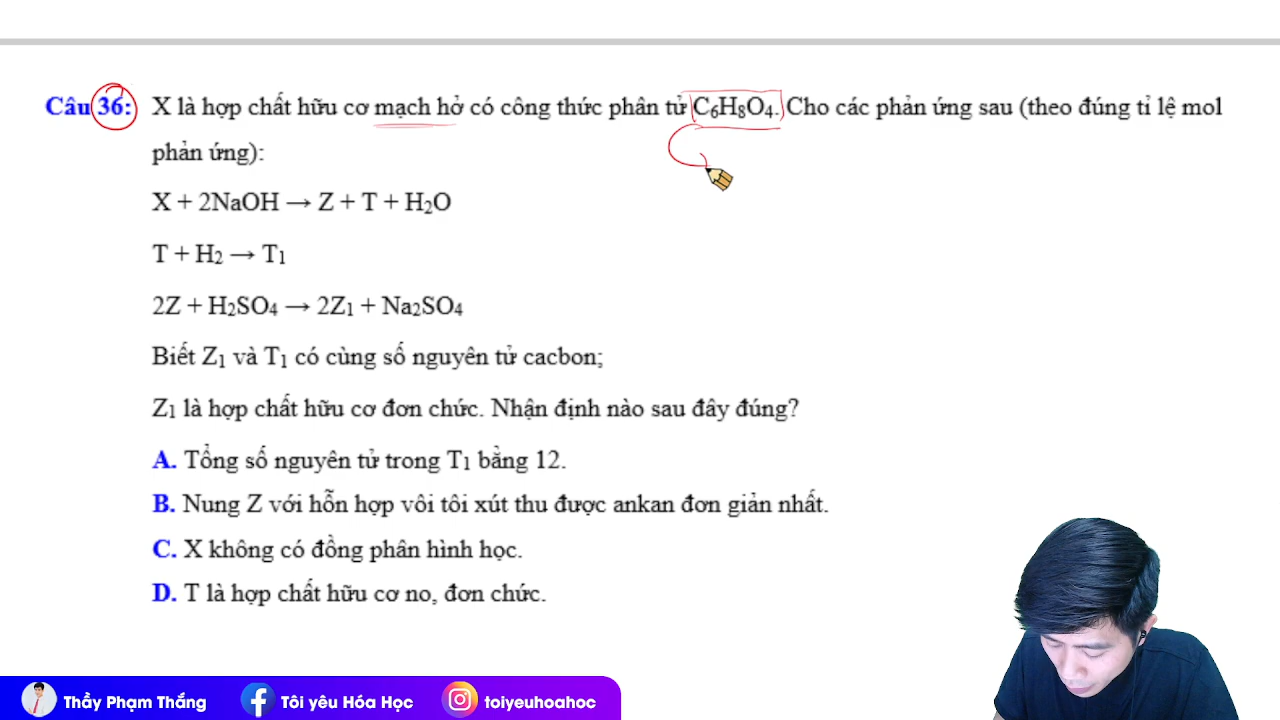 Câu 36: X là hợp chất hữu cơ mạch hở có công thức phân tử C₆H₈O₄. Cho các phản ứng sau (theo đúng tỉ lệ mol
phản ứng):
X + 2NaOH → Z + T + H₂O
T + H₂ → T₁
2Z + H₂SO₄ → 2Z₁ + Na₂SO₄
Biết Z₁ và T₁ có cùng số nguyên tử cacbon;
Z₁ là hợp chất hữu cơ đơn chức. Nhận định nào sau đây đúng?
A. Tổng số nguyên tử trong T₁ bằng 12.
B. Nung Z với hỗn hợp vôi tôi xút thu được ankan đơn giản nhất.
C. X không có đồng phân hình học.
D. T là hợp chất hữu cơ no, đơn chức.
Thầy Phạm Thắng Tôi yêu Hóa Học toiyeuhoahoc